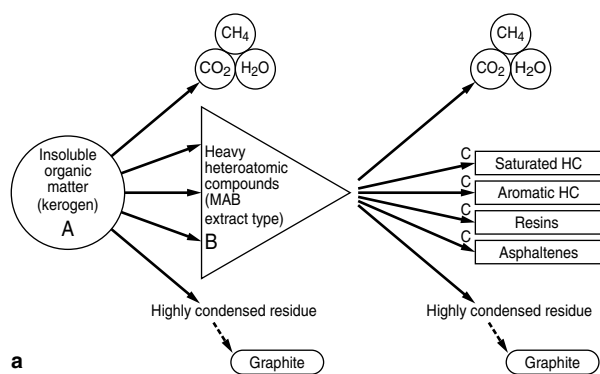 CH4
CO2
H2O
Insoluble
organic
matter
(kerogen)
A
Heavy
heteroatomic
compounds
(MAB
extract type)
B
Highly condensed residue
Graphite
CH4
CO2
H2O
C
Saturated HC
C
Aromatic HC
C
Resins
C
Asphaltenes
Highly condensed residue
Graphite
a